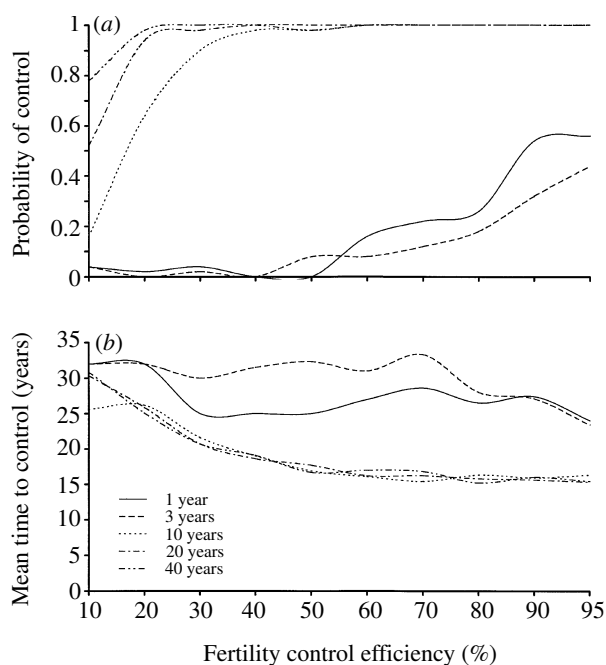 (a)
1
0.8
0.6
0.4
0.2
0
Probability of control
(b)
35
30
25
20
15
10
5
0
Mean time to control (years)
1 year
3 years
10 years
20 years
40 years
10 20 30 40 50 60 70 80 90 95
Fertility control efficiency (%)